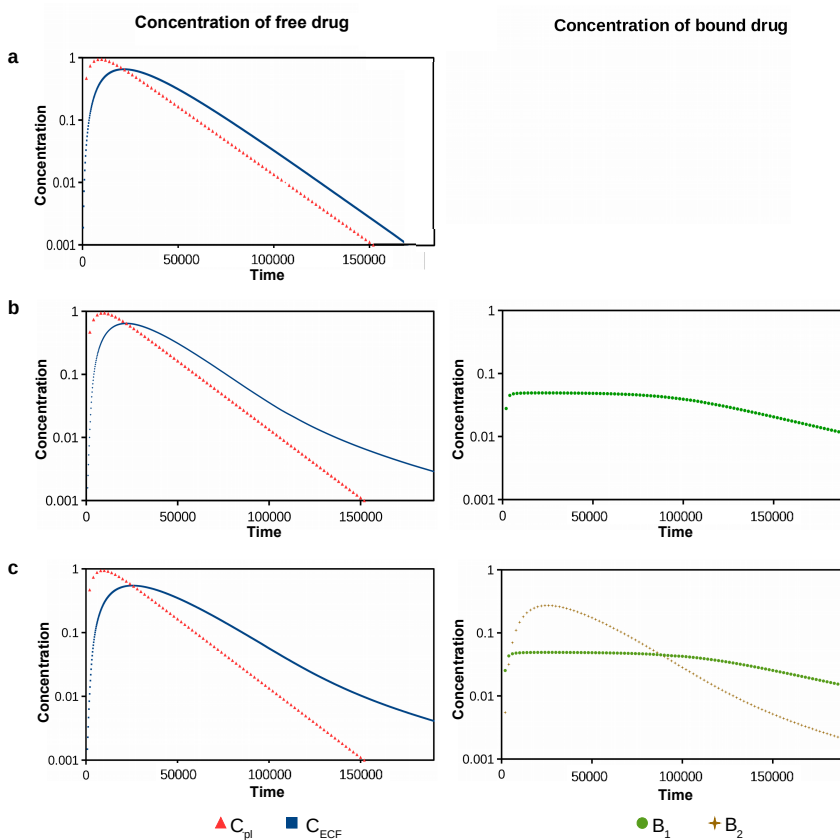 Concentration of free drug
Concentration of bound drug
a
1
0.1
0.01
0.001
Concentration
0
50000
100000
150000
Time
b
1
0.1
0.01
0.001
Concentration
0
50000
100000
150000
Time
1
0.1
0.01
0.001
Concentration
0
50000
100000
150000
Time
c
1
0.1
0.01
0.001
Concentration
0
50000
100000
150000
Time
1
0.1
0.01
0.001
Concentration
0
50000
100000
150000
Time
Cpl
CECF
B1
B2